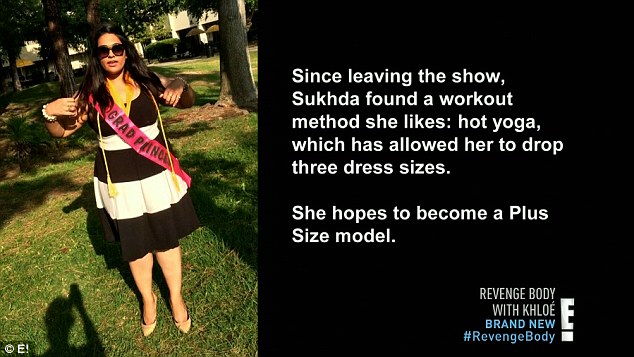 GRAD PRINC
Since leaving the show,
Sukhda found a workout
method she likes: hot yoga,
which has allowed her to drop
three dress sizes.
She hopes to become a Plus
Size model.
REVENGE BODY
WITH KHLOÉ
BRAND NEW
#RevengeBody
E!
© E!